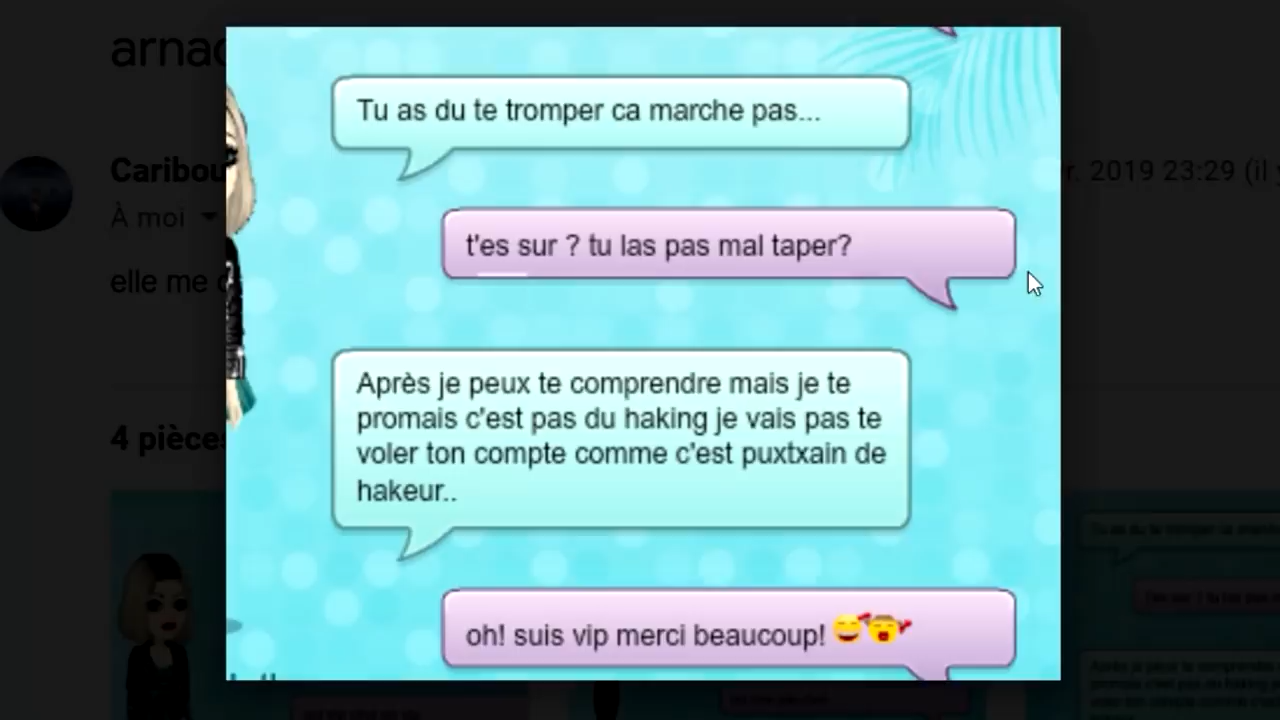 arnac
Caribou
r. 2019 23:29 (il y
À moi
elle me
Tu as du te tromper ca marche pas...
t'es sur ? tu las pas mal taper?
Après je peux te comprendre mais je te
promais c'est pas du haking je vais pas te
voler ton compte comme c'est puxtxain de
hakeur..
oh! suis vip merci beaucoup!
4 pièces